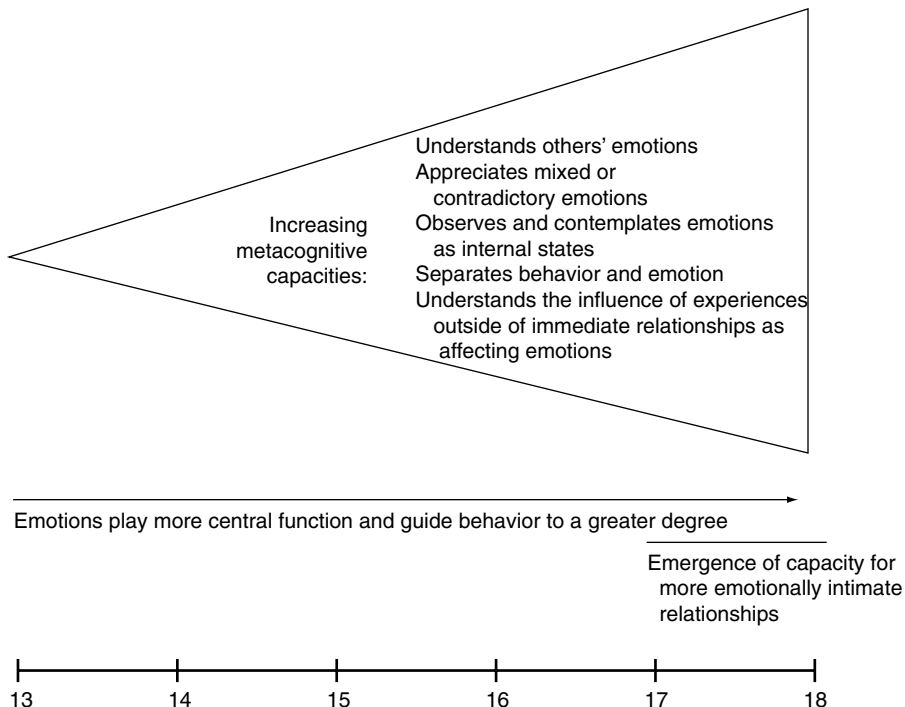 Understands others’ emotions
Appreciates mixed or
contradictory emotions
Increasing
metacognitive
capacities:
Observes and contemplates emotions
as internal states
Separates behavior and emotion
Understands the influence of experiences
outside of immediate relationships as
affecting emotions
Emotions play more central function and guide behavior to a greater degree
Emergence of capacity for
more emotionally intimate
relationships
13 14 15 16 17 18